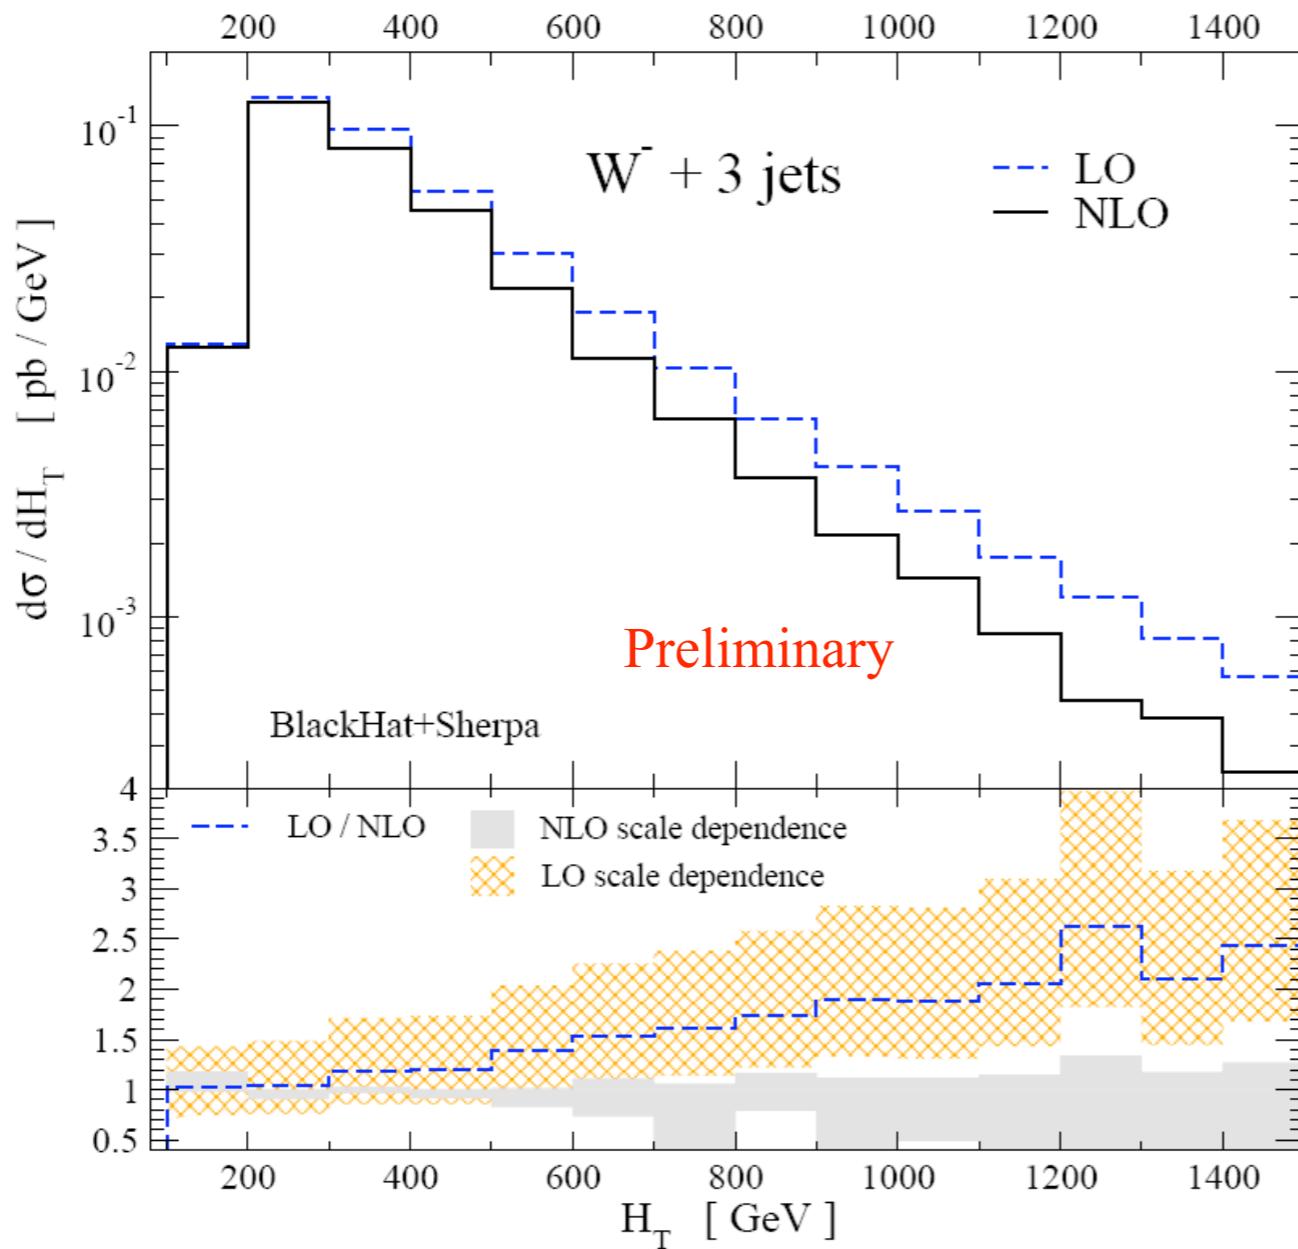 200 400 600 800 1000 1200 1400
W⁻ + 3 jets
LO
NLO
10⁻¹
10⁻²
10⁻³
dσ / dH_T [ pb / GeV ]
Preliminary
BlackHat+Sherpa
4
3.5
3
2.5
2
1.5
1
0.5
LO / NLO
NLO scale dependence
LO scale dependence
200 400 600 800 1000 1200 1400
H_T [ GeV ]